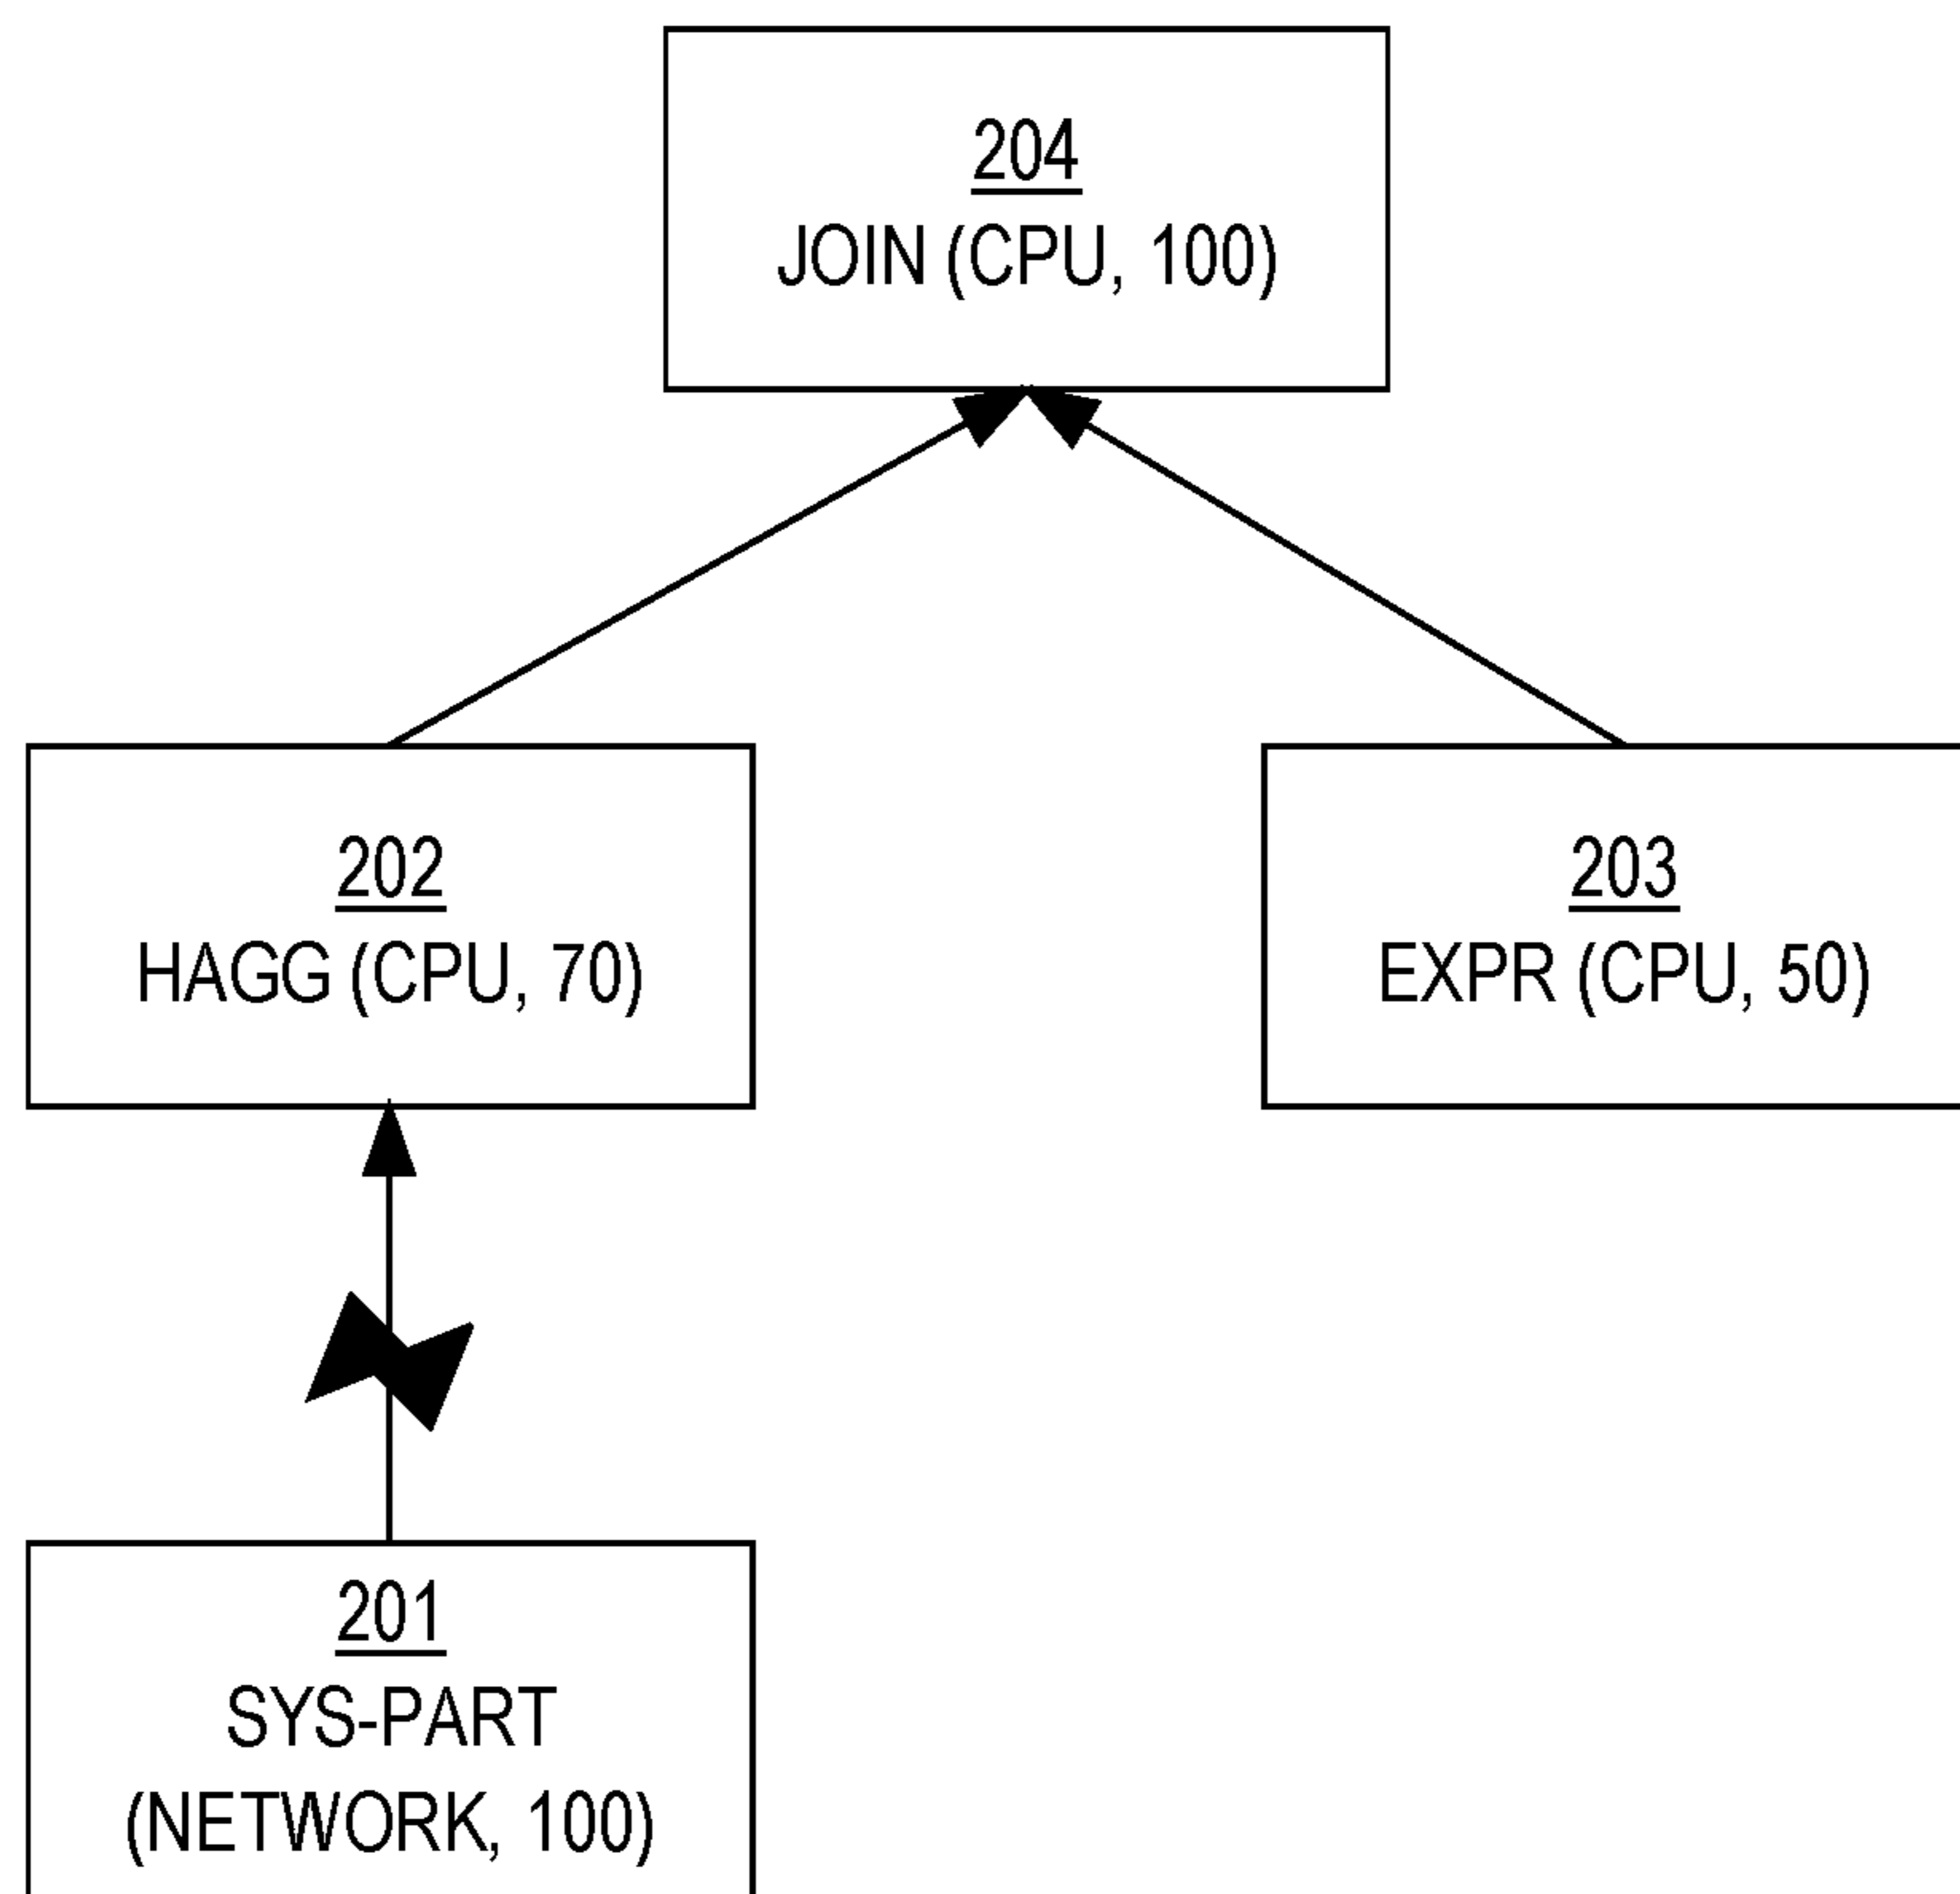 204
JOIN (CPU, 100)
202
HAGG (CPU, 70)
203
EXPR (CPU, 50)
201
SYS-PART
(NETWORK, 100)